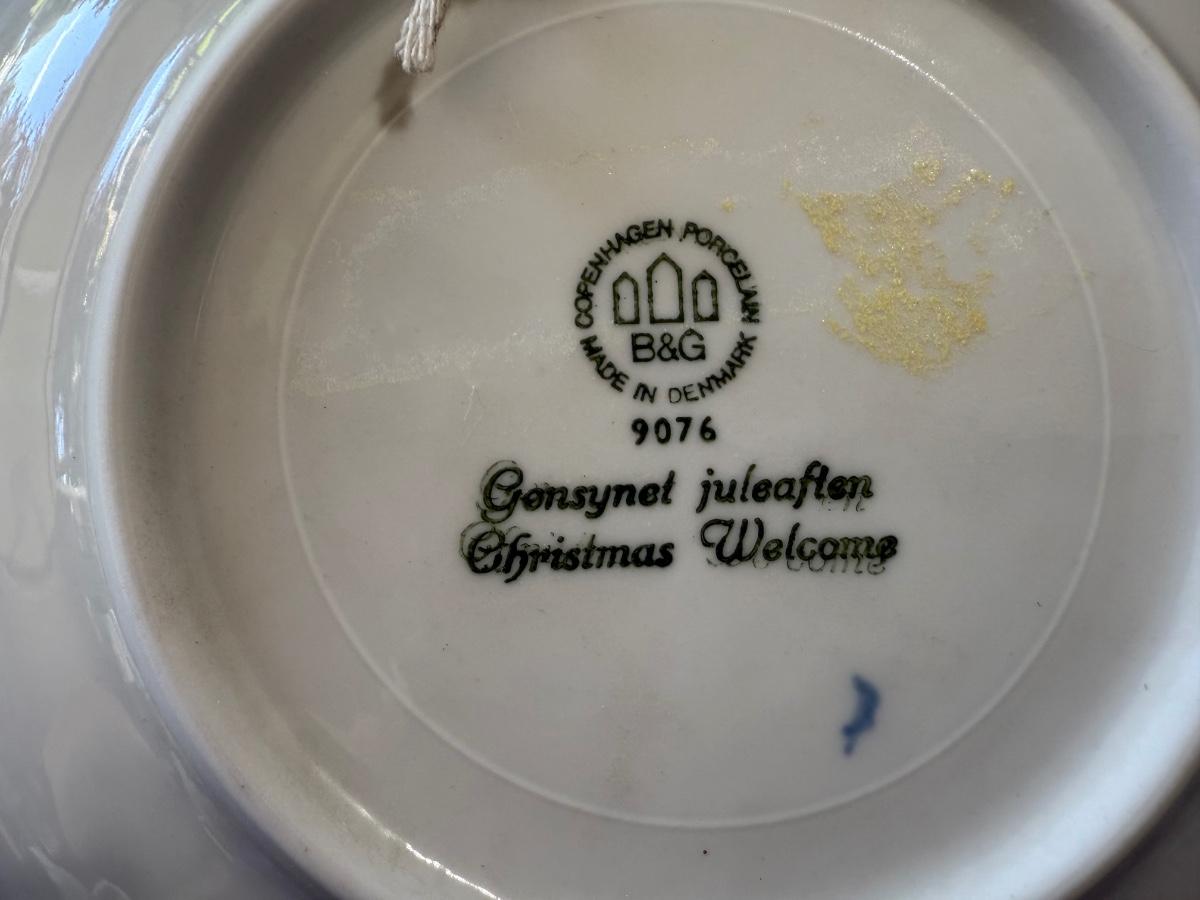 COPENHAGEN PORCELAIN
B&G
MADE IN DENMARK
9076
Gensynet juleaften
Christmas Welcome